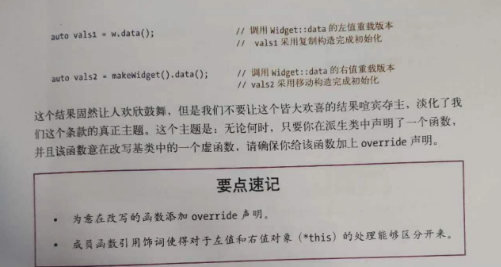 auto vals1 = w.data(); // 调用 Widget::data 的左值重载版本
// vals1 采用复制构造完成初始化
auto vals2 = makeWidget().data(); // 调用 Widget::data 的右值重载版本
// vals2 采用移动构造完成初始化
这个结果固然让人欢欣鼓舞，但是我们不要让这个皆大欢喜的结果喧宾夺主，淡化了我
们这个条款的真正主题。这个主题是：无论何时，只要你在派生类中声明了一个函数，
并且该函数意在改写基类中的一个虚函数，请确保你给该函数加上 override 声明。
要点速记
• 为意在改写的函数添加 override 声明。
• 成员函数引用饰词使得对于左值和右值对象（*this）的处理能够区分开来。